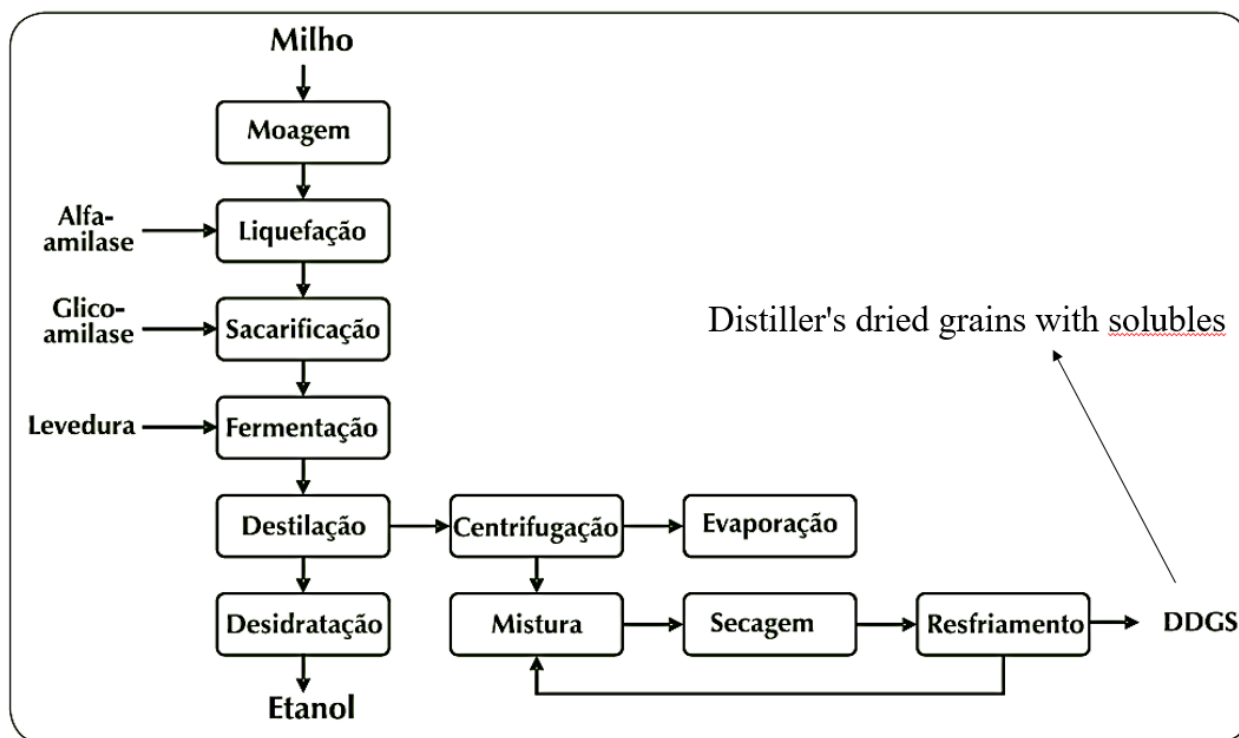 Milho
Moagem
Alfa-
amilase
Liquefação
Glico-
amilase
Sacarificação
Distiller's dried grains with solubles
Levedura
Fermentação
Destilação
Centrifugação
Evaporação
Desidratação
Mistura
Secagem
Resfriamento
DDGS
Etanol